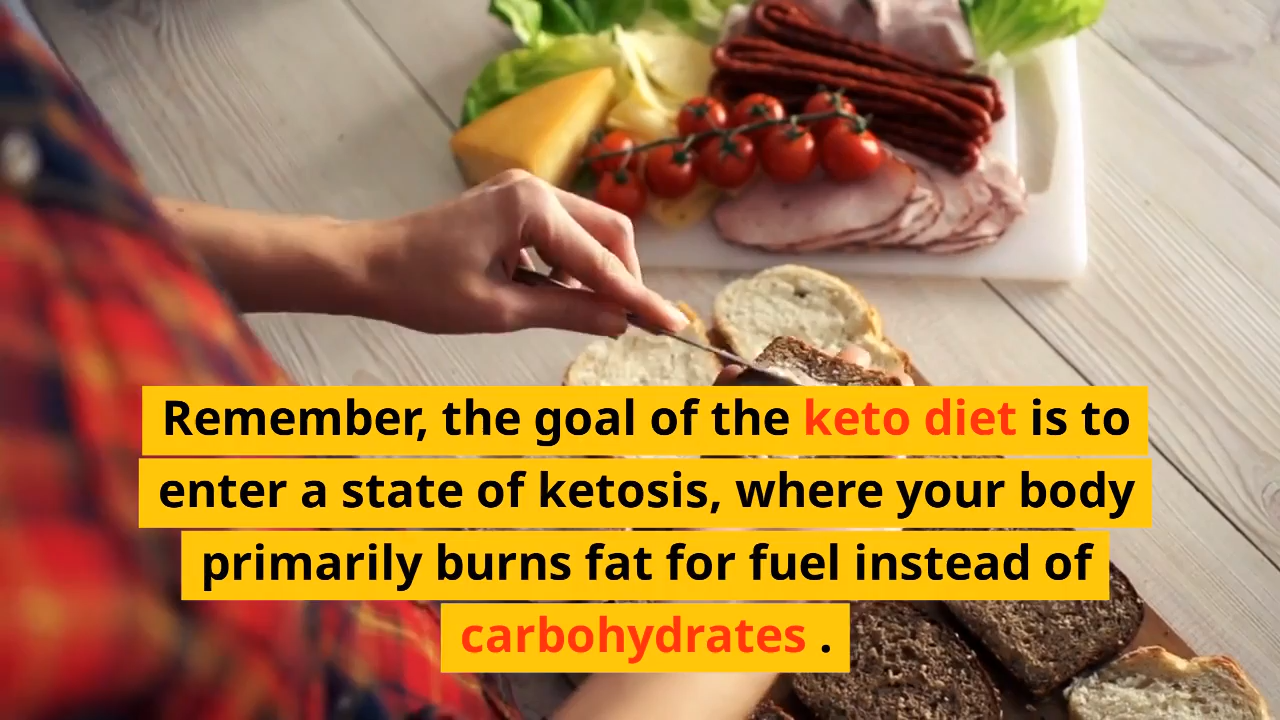 Remember, the goal of the keto diet is to
enter a state of ketosis, where your body
primarily burns fat for fuel instead of
carbohydrates .